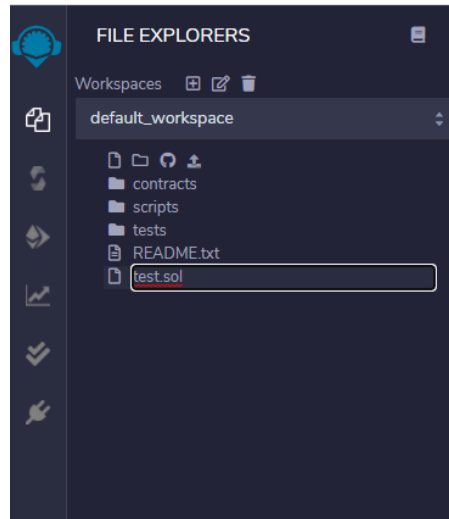 FILE EXPLORERS
Workspaces
default_workspace
contracts
scripts
tests
README.txt
test.sol